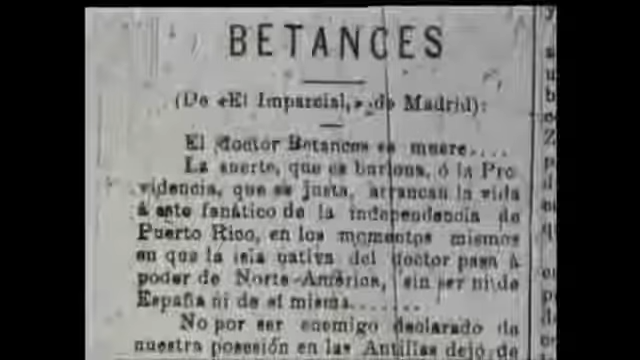 BETANCES
(De «El Imparcial,» de Madrid):
El doctor Betances se muere....
La suerte, que es burlona, ó la Pro
videncia, que es justa, arrancan la vida
á este fanático de la independencia de
Puerto Rico, en los momentos mismos
en que la isla nativa del doctor pasa á
poder de Norte-América, sin ser ni de
España ni de sí misma.......
No por ser enemigo declarado de
nuestra posesión en las Antillas dejó de